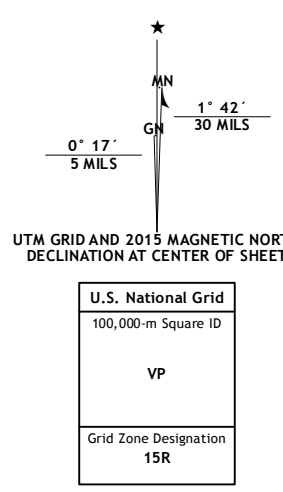 MN
1° 42´
30 MILS
GN
0° 17´
5 MILS
UTM GRID AND 2015 MAGNETIC NORT
DECLINATION AT CENTER OF SHEET
U.S. National Grid
100,000-m Square ID
VP
Grid Zone Designation
15R